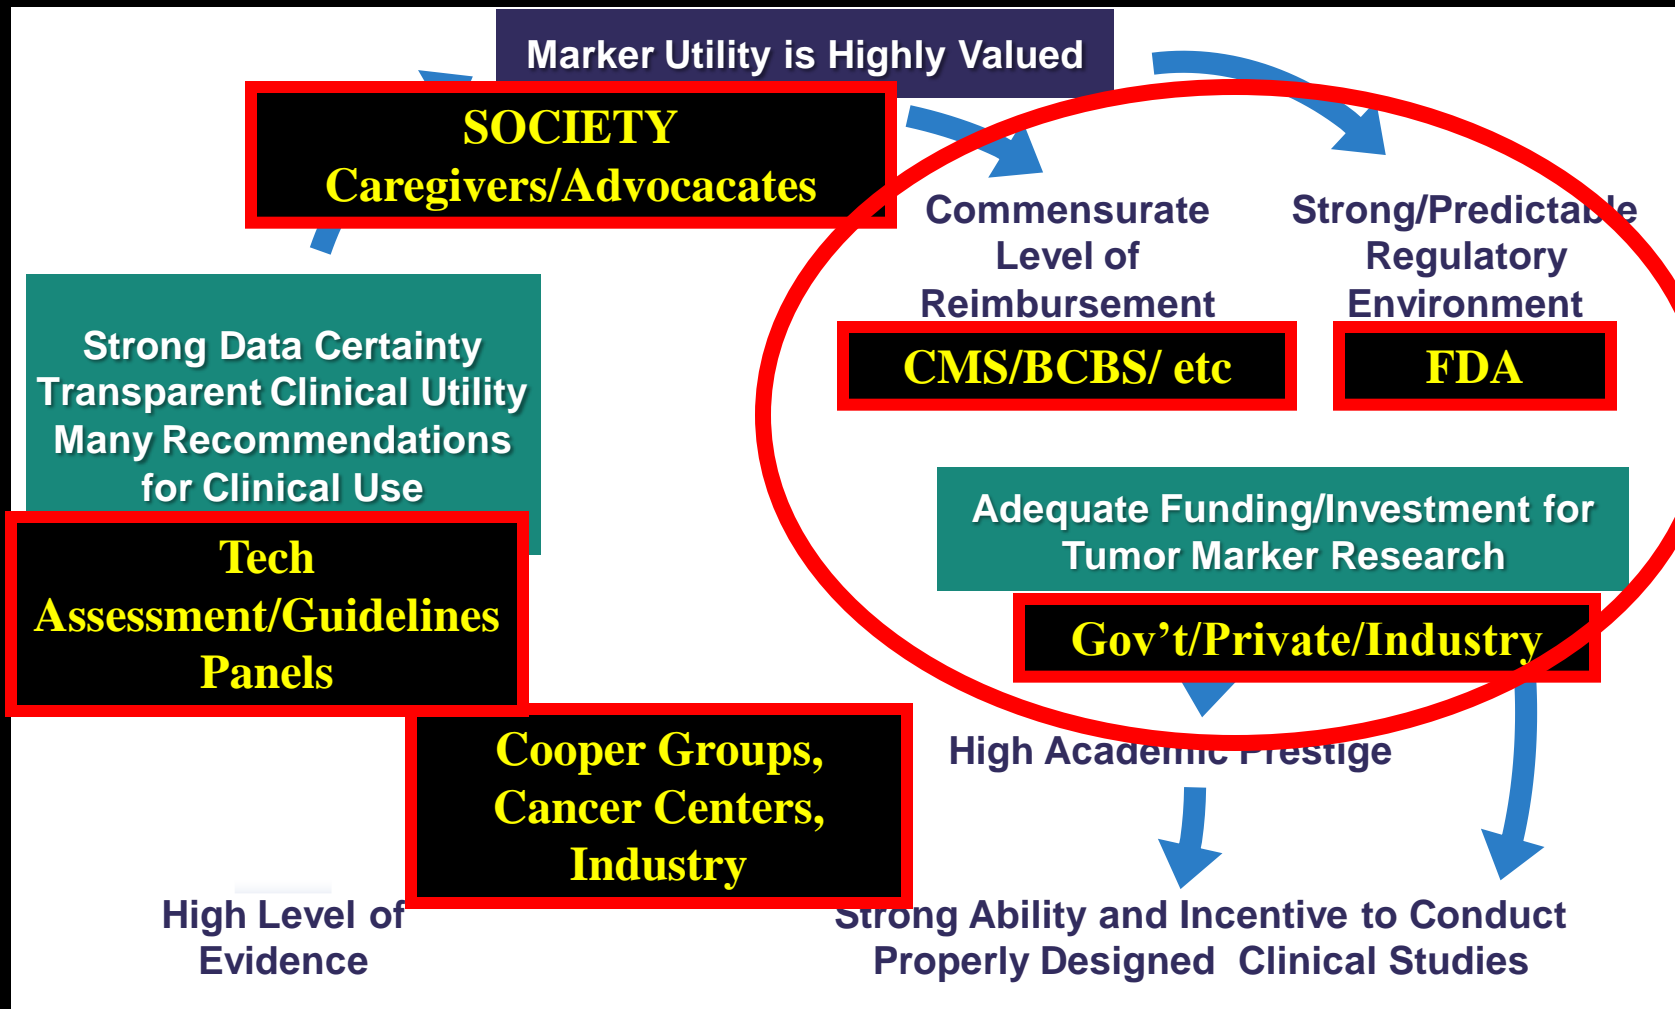 Marker Utility is Highly Valued
SOCIETY
Caregivers/Advocacates
Commensurate
Level of
Reimbursement
CMS/BCBS/ etc
Strong/Predictable
Regulatory
Environment
FDA
Strong Data Certainty
Transparent Clinical Utility
Many Recommendations
for Clinical Use
Tech
Assessment/Guidelines
Panels
Adequate Funding/Investment for
Tumor Marker Research
Gov’t/Private/Industry
Cooper Groups,
Cancer Centers,
Industry
High Academic Prestige
High Level of
Evidence
Strong Ability and Incentive to Conduct
Properly Designed  Clinical Studies